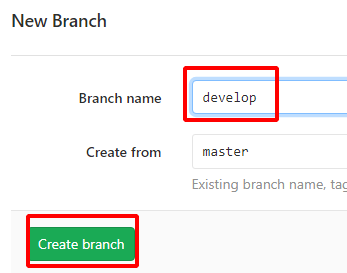 New Branch
Branch name
develop
Create from
master
Existing branch name, tag
Create branch